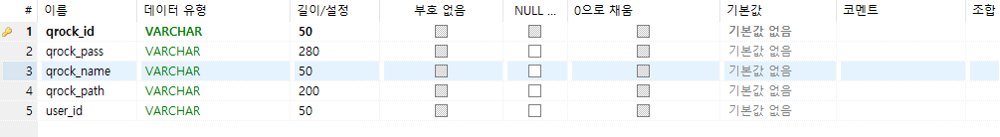 # 이름 데이터 유형 길이/설정 부호 없음 NULL ... 0으로 채움 기본값 코멘트 조합
1 qrock_id VARCHAR 50 기본값 없음
2 qrock_pass VARCHAR 280 기본값 없음
3 qrock_name VARCHAR 50 기본값 없음
4 qrock_path VARCHAR 200 기본값 없음
5 user_id VARCHAR 50 기본값 없음